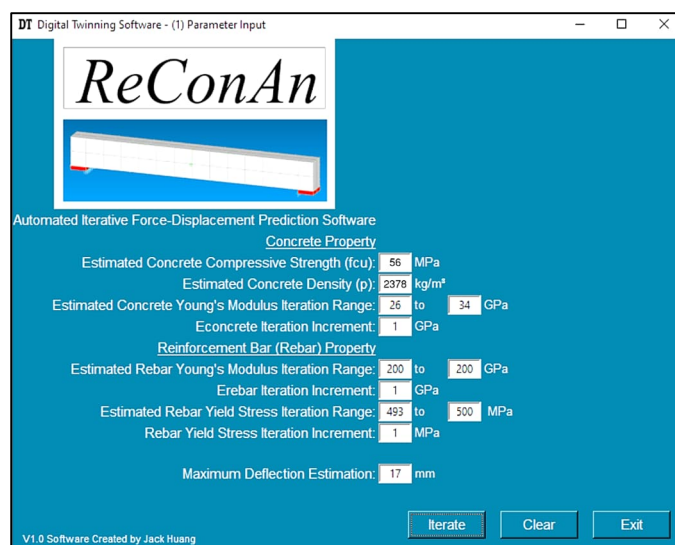 DT Digital Twinning Software - (1) Parameter Input
ReConAn
Automated Iterative Force-Displacement Prediction Software
Concrete Property
Estimated Concrete Compressive Strength (fcu): 56 MPa
Estimated Concrete Density (p): 2378 kg/m³
Estimated Concrete Young's Modulus Iteration Range: 26 to 34 GPa
Econcrete Iteration Increment: 1 GPa
Reinforcement Bar (Rebar) Property
Estimated Rebar Young's Modulus Iteration Range: 200 to 200 GPa
Erebar Iteration Increment: 1 GPa
Estimated Rebar Yield Stress Iteration Range: 493 to 500 MPa
Rebar Yield Stress Iteration Increment: 1 MPa
Maximum Deflection Estimation: 17 mm
Iterate Clear Exit
V1.0 Software Created by Jack Huang